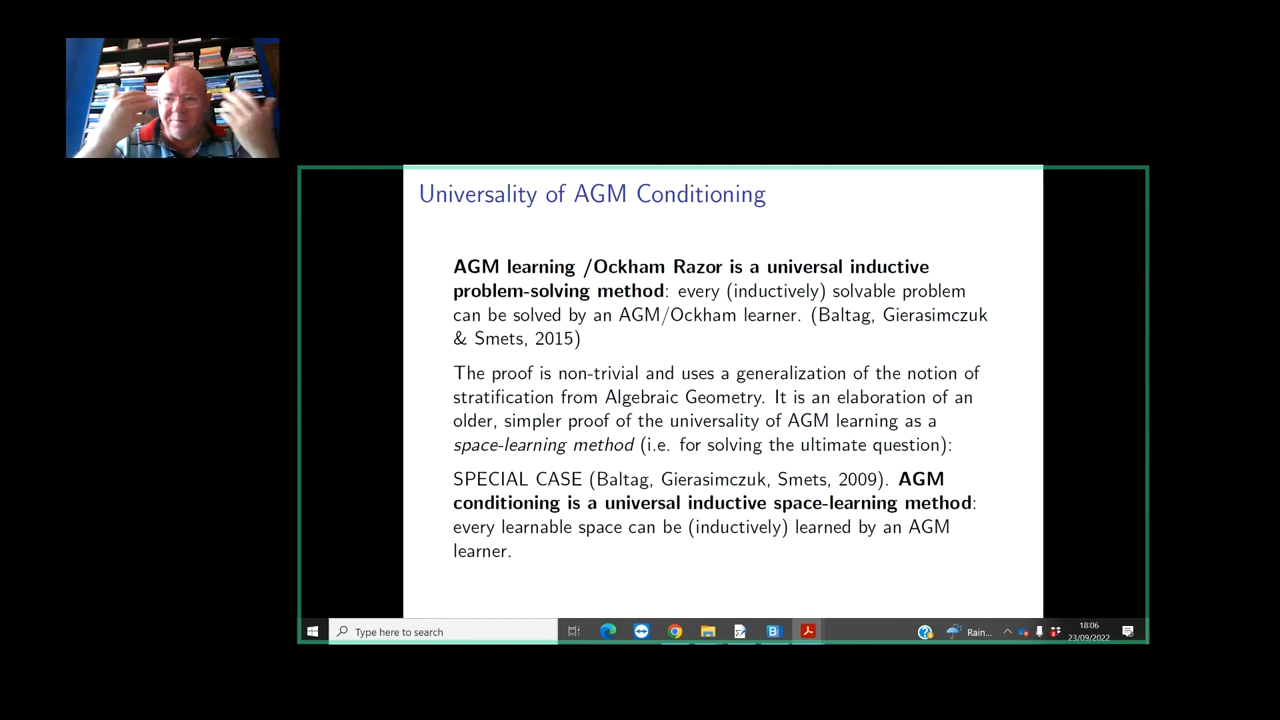 Universality of AGM Conditioning
AGM learning /Ockham Razor is a universal inductive
problem-solving method: every (inductively) solvable problem
can be solved by an AGM/Ockham learner. (Baltag, Gierasimczuk
& Smets, 2015)
The proof is non-trivial and uses a generalization of the notion of
stratification from Algebraic Geometry. It is an elaboration of an
older, simpler proof of the universality of AGM learning as a
space-learning method (i.e. for solving the ultimate question):
SPECIAL CASE (Baltag, Gierasimczuk, Smets, 2009). AGM
conditioning is a universal inductive space-learning method:
every learnable space can be (inductively) learned by an AGM
learner.
Type here to search
Rain...
18:06
23/09/2022